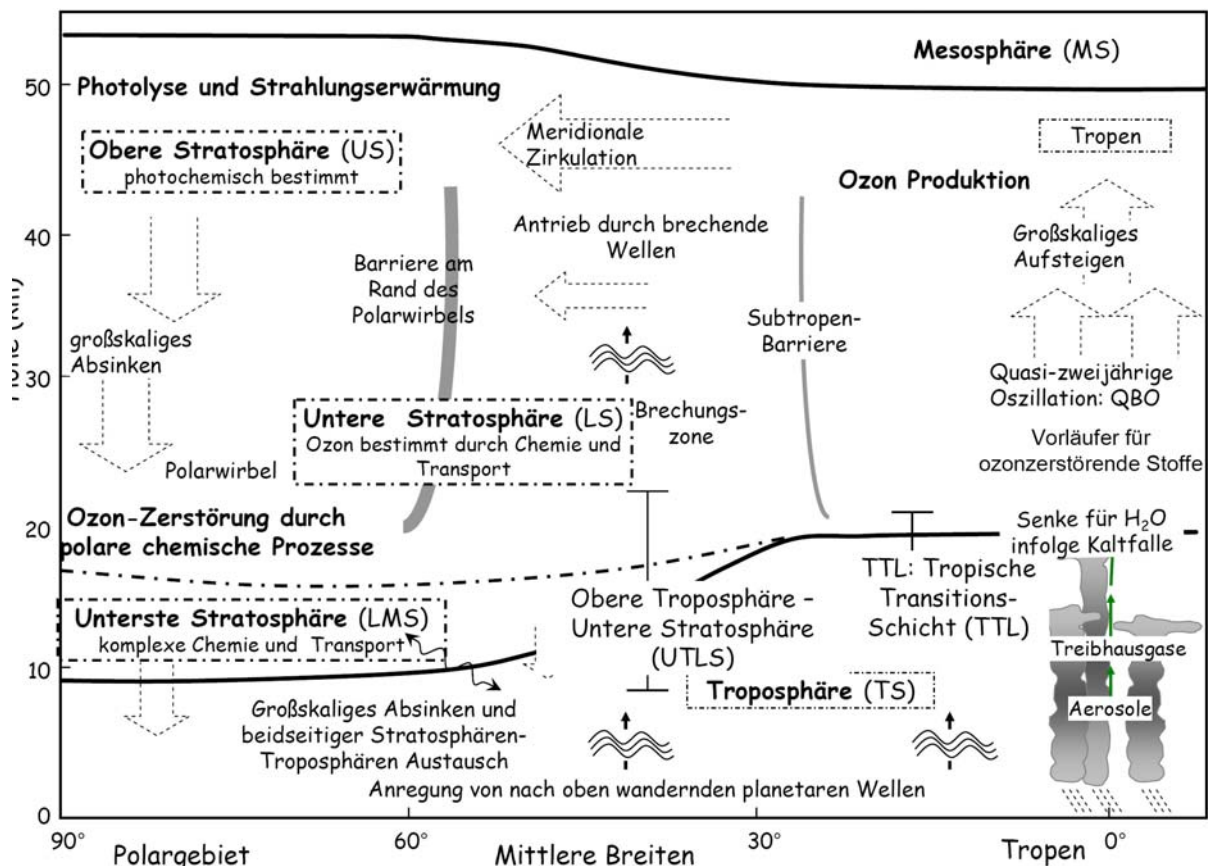 Mesosphäre (MS)
50
Photolyse und Strahlungserwärmung
Meridionale
Zirkulation
Tropen
Obere Stratosphäre (US)
photochemisch bestimmt
Ozon Produktion
40
Antrieb durch brechende
Wellen
Großskaliges
Aufsteigen
Barriere am
Rand des
Polarwirbels
Subtropen-
Barriere
großskaliges
Absinken
30
Quasi-zweijährige
Oszillation: QBO
Untere Stratosphäre (LS)
Ozon bestimmt durch Chemie und
Transport
Brechungs-
zone
Vorläufer für
ozonzerstörende Stoffe
Polarwirbel
20
Ozon-Zerstörung durch
polare chemische Prozesse
Senke für H₂O
infolge Kaltfalle
TTL: Tropische
Transitions-
Schicht (TTL)
Obere Troposphäre –
Untere Stratosphäre
(UTLS)
Unterste Stratosphäre (LMS)
komplexe Chemie und Transport
Treibhausgase
10
Troposphäre (TS)
Aerosole
Großskaliges Absinken und
beidseitiger Stratosphären-
Troposphären Austausch
Anregung von nach oben wandernden planetaren Wellen
0
90° 60° 30° 0°
Polargebiet Mittlere Breiten Tropen